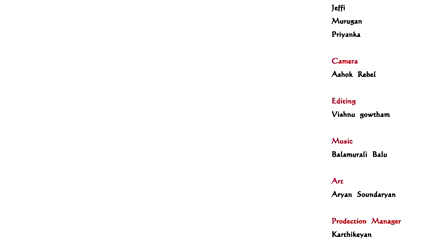 Jeffi
Murugan
Priyanka
Camera
Ashok Rebel
Editing
Vishnu gowtham
Music
Balamurali Balu
Art
Aryan Soundaryan
Prodection Manager
Karthikeyan